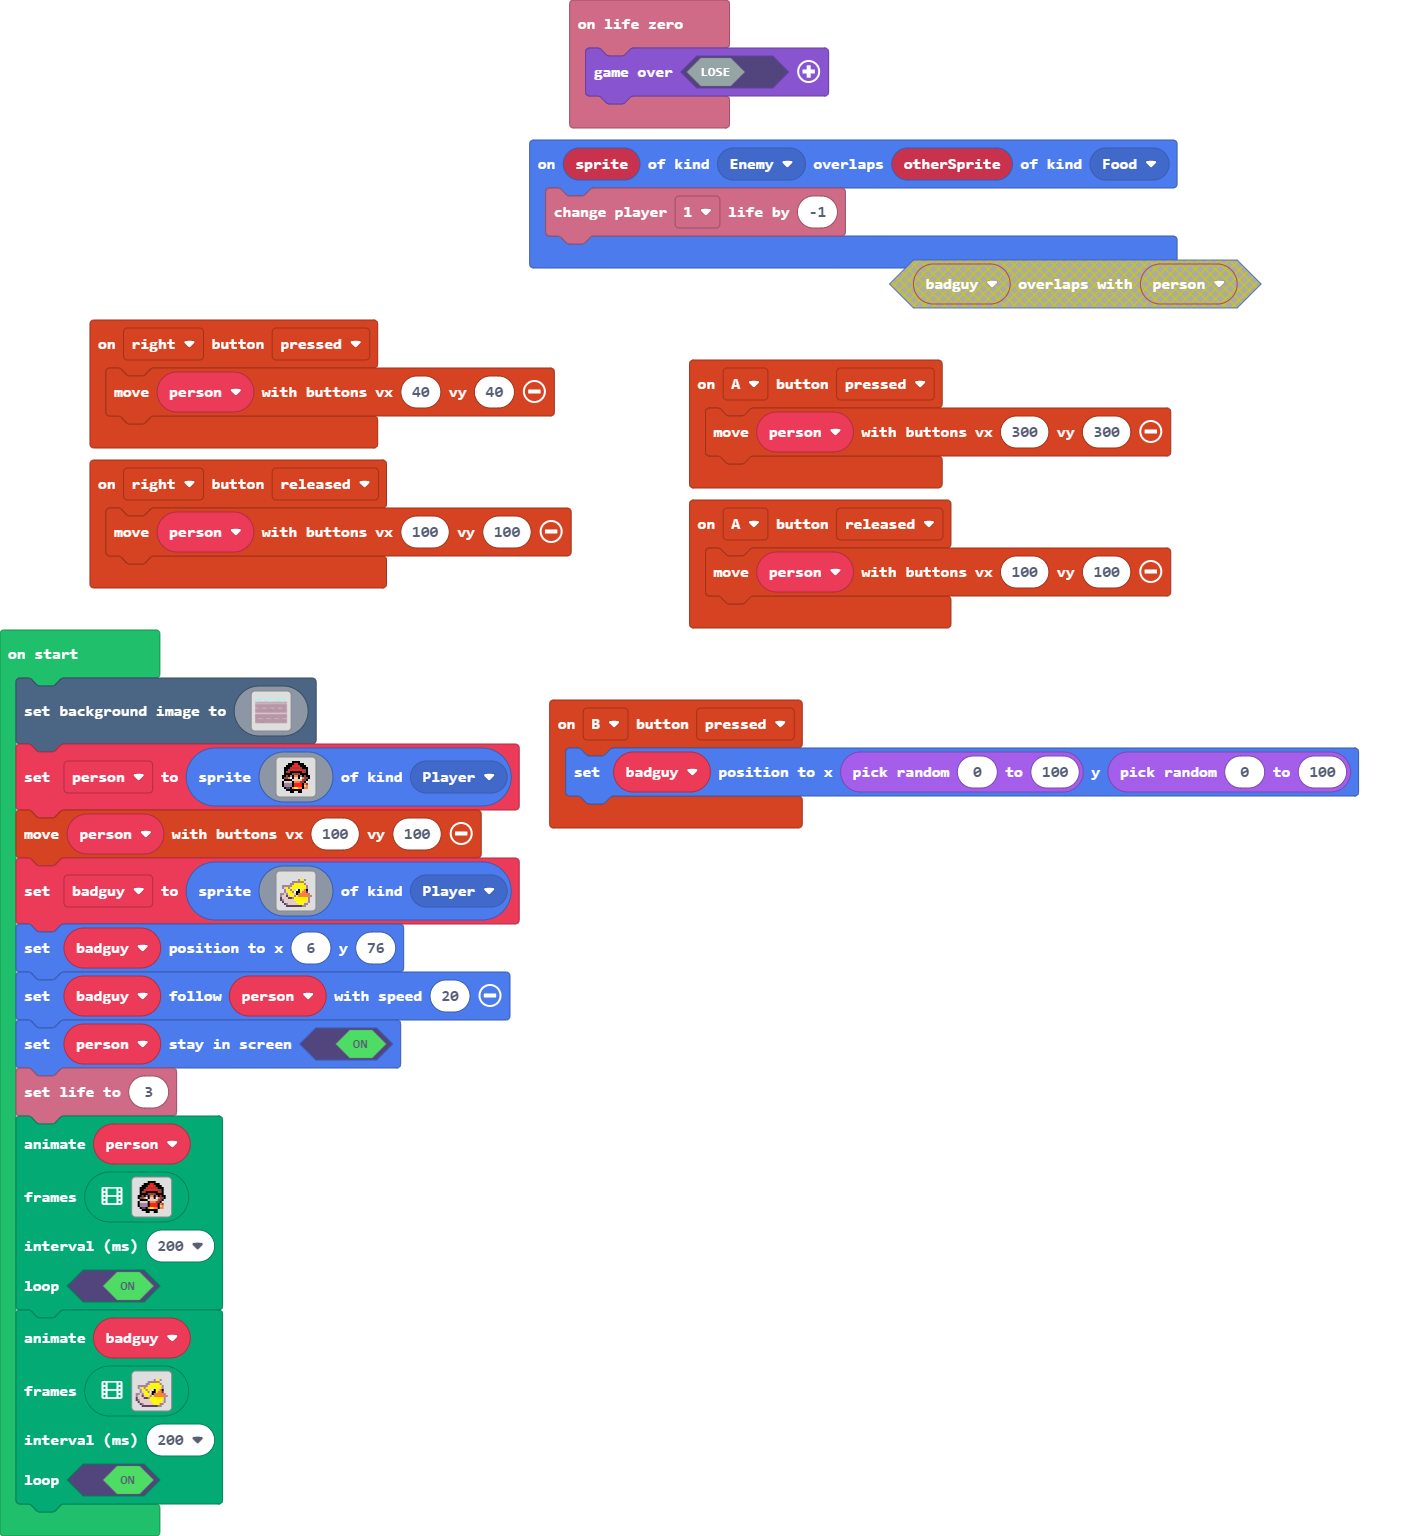 on life zero
game over LOSE
on sprite of kind Enemy overlaps otherSprite of kind Food
change player 1 life by -1
badguy overlaps with person
on right button pressed
move person with buttons vx 40 vy 40
on right button released
move person with buttons vx 100 vy 100
on A button pressed
move person with buttons vx 300 vy 300
on A button released
move person with buttons vx 100 vy 100
on start
set background image to
set person to sprite of kind Player
move person with buttons vx 100 vy 100
set badguy to sprite of kind Player
set badguy position to x 6 y 76
set badguy follow person with speed 20
set person stay in screen ON
set life to 3
animate person
frames
interval (ms) 200
loop ON
animate badguy
frames
interval (ms) 200
loop ON
on B button pressed
set badguy position to x pick random 0 to 100 y pick random 0 to 100